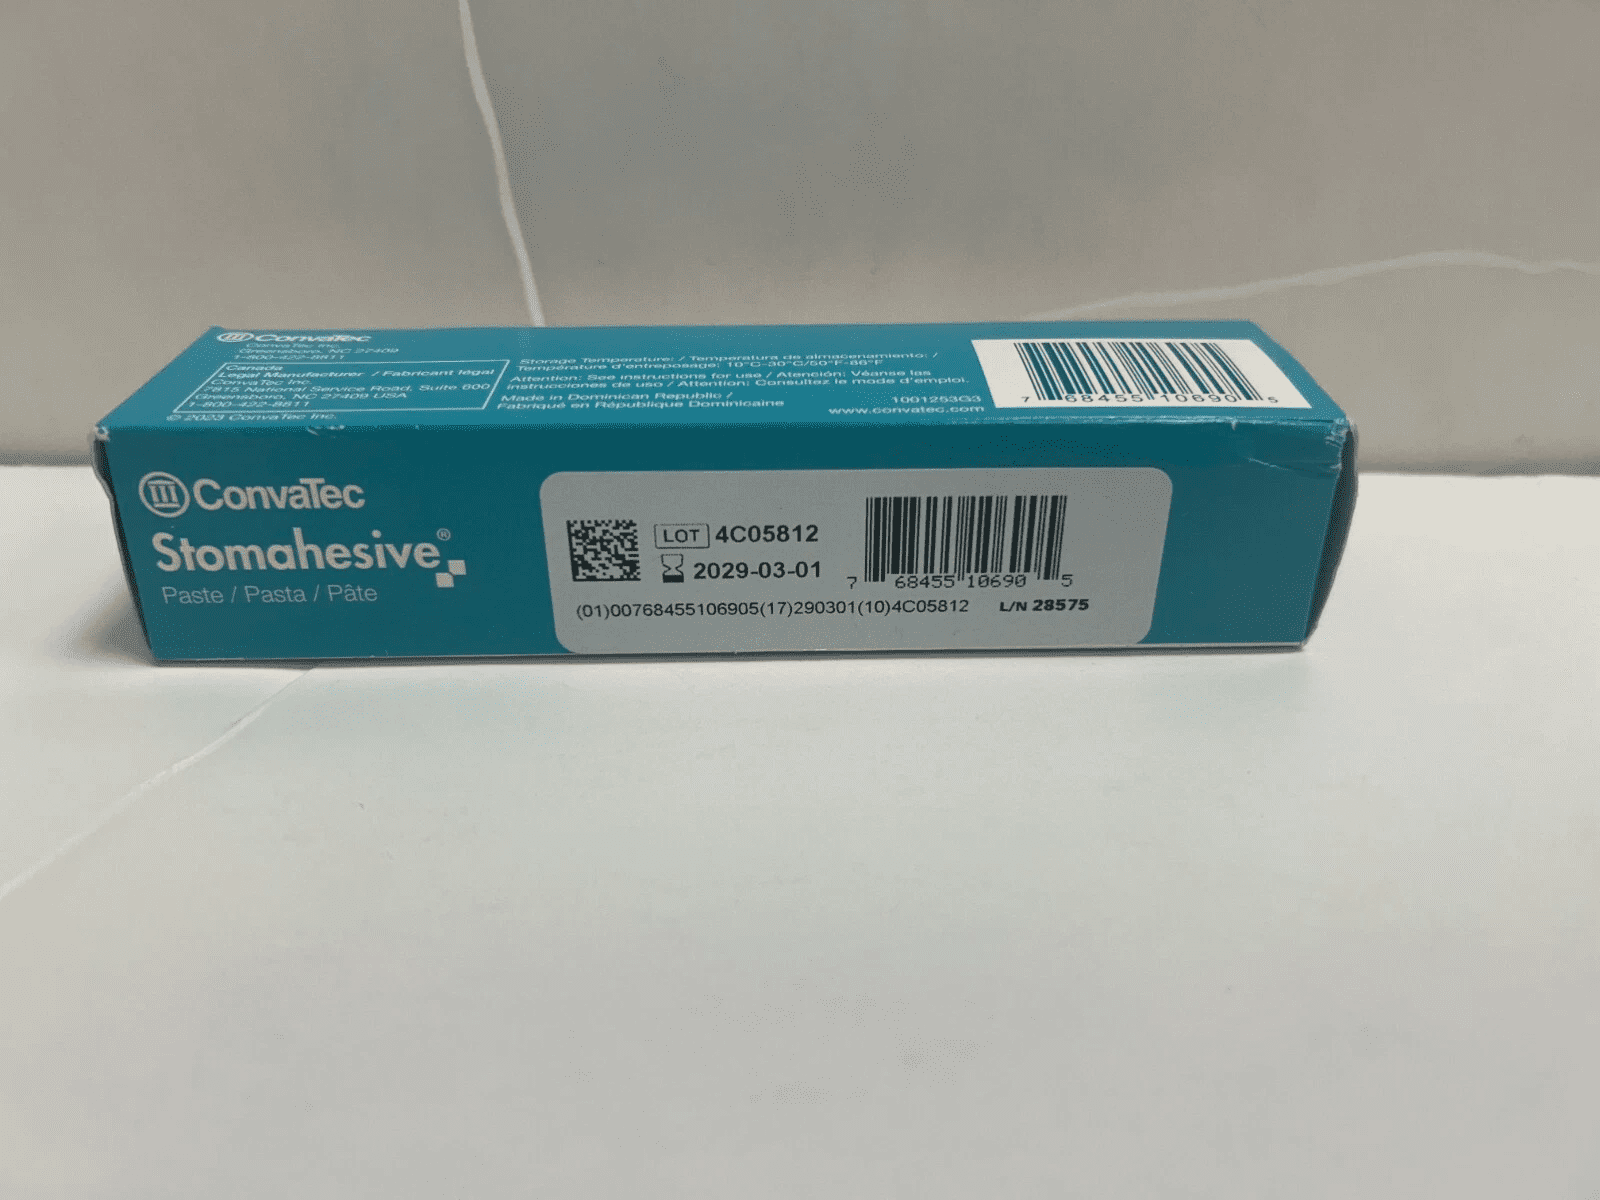 ConvaTec
ConvaTec Inc.
Greensboro, NC 27409
1-800-422-8811
Canada
Legal Manufacturer / Fabricant légal
ConvaTec Inc.
7815 National Service Road, Suite 600
Greensboro, NC 27409 USA
1-800-422-8811
© 2023 ConvaTec Inc.
Storage Temperature: / Temperatura de almacenamiento: /
Température d'entreposage: 10°C-30°C/50°F-86°F
Attention: See instructions for use / Atención: Véanse las
instrucciones de uso / Attention: Consultez le mode d'emploi.
Made in Dominican Republic /
Fabriqué en République Dominicaine
1001253G3
www.convatec.com
7 68455 10690 5
ConvaTec
Stomahesive®
Paste / Pasta / Pâte
LOT 4C05812
2029-03-01
7 68455 10690 5
(01)00768455106905(17)290301(10)4C05812 L/N 28575